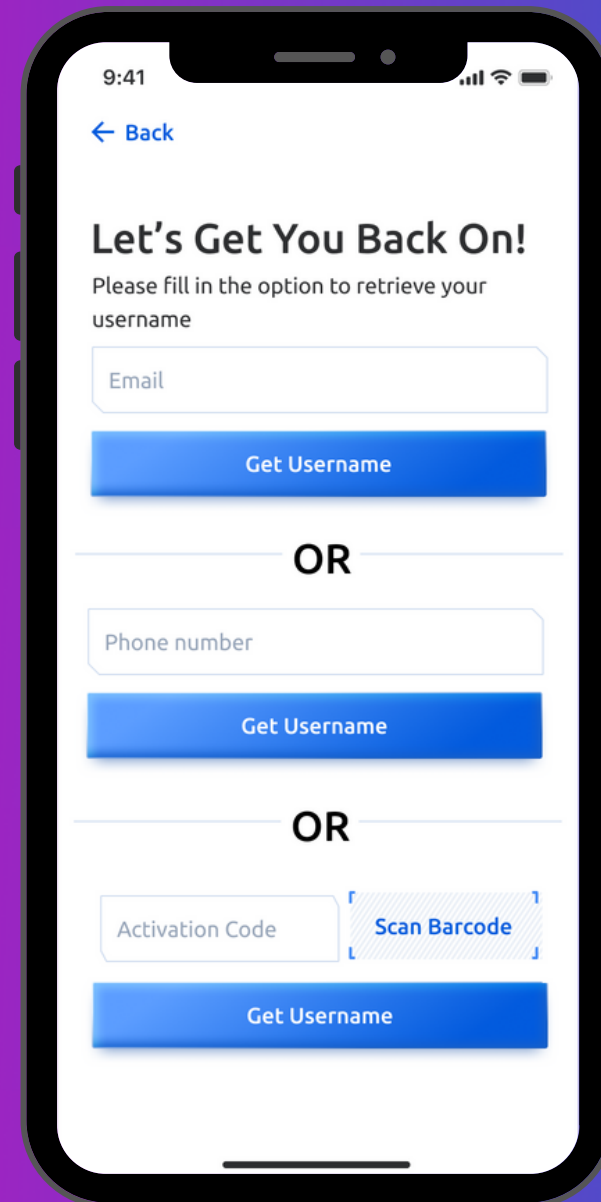 9:41
Back
Let's Get You Back On!
Please fill in the option to retrieve your
username
Email
Get Username
OR
Phone number
Get Username
OR
Activation Code
Scan Barcode
Get Username